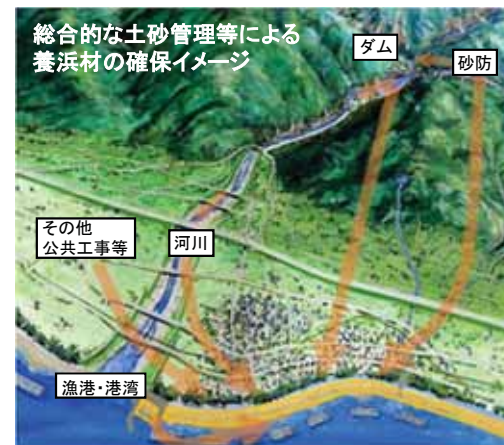 総合的な土砂管理等による
養浜材の確保イメージ
ダム
砂防
その他
公共工事等
河川
漁港・港湾